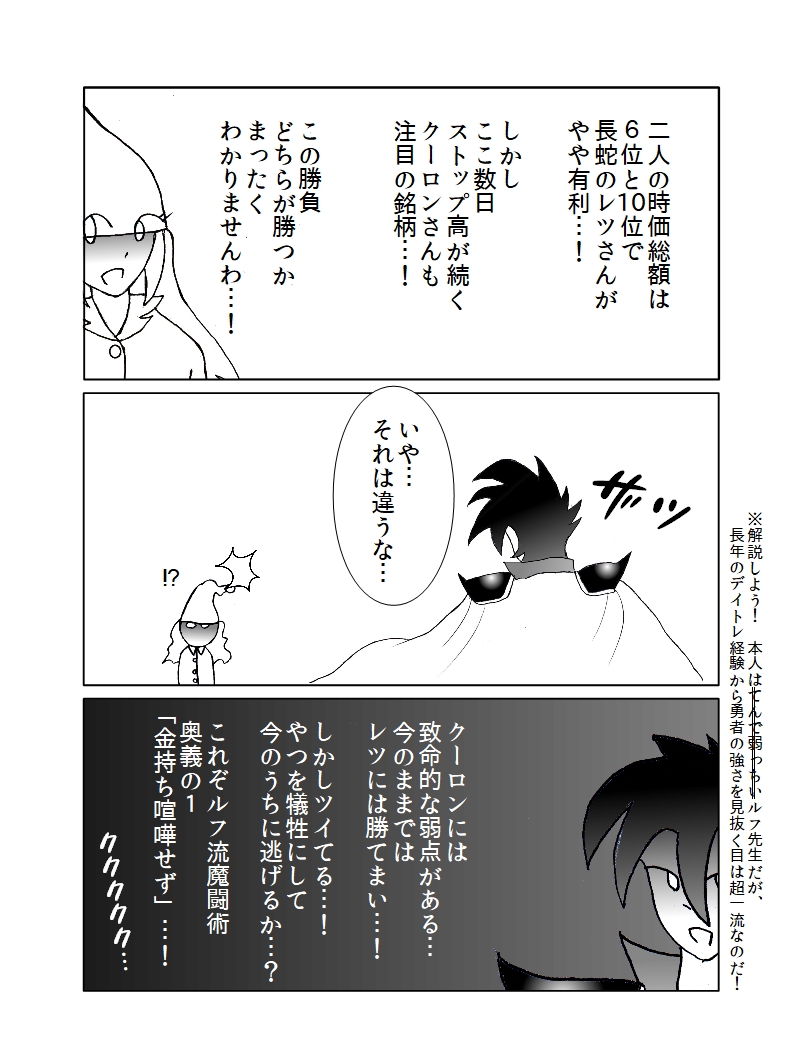 二人の時価総額は
６位と10位で
長蛇のレツさんが
やや有利…！
しかし
ここ数日
ストップ高が続く
クーロンさんも
注目の銘柄…！
この勝負
どちらが勝つか
まったく
わかりませんわ…！
ザッ
いや…
それは違うな…
!?
クーロンには
致命的な弱点がある…
今のままでは
レツには勝てまい…！
しかしツイてる…！
やつを犠牲にして
今のうちに逃げるか…？
これぞルフ流魔闘術
奥義の１
「金持ち喧嘩せず」…！
ククククク…
※解説しよう！　本人はてんで弱っちいルフ先生だが、
長年のデイトレ経験から勇者の強さを見抜く目は超一流なのだ！